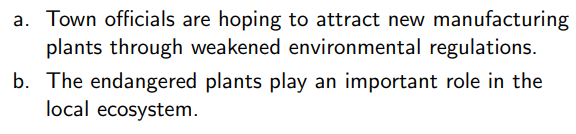 a. Town officials are hoping to attract new manufacturing
plants through weakened environmental regulations.
b. The endangered plants play an important role in the
local ecosystem.